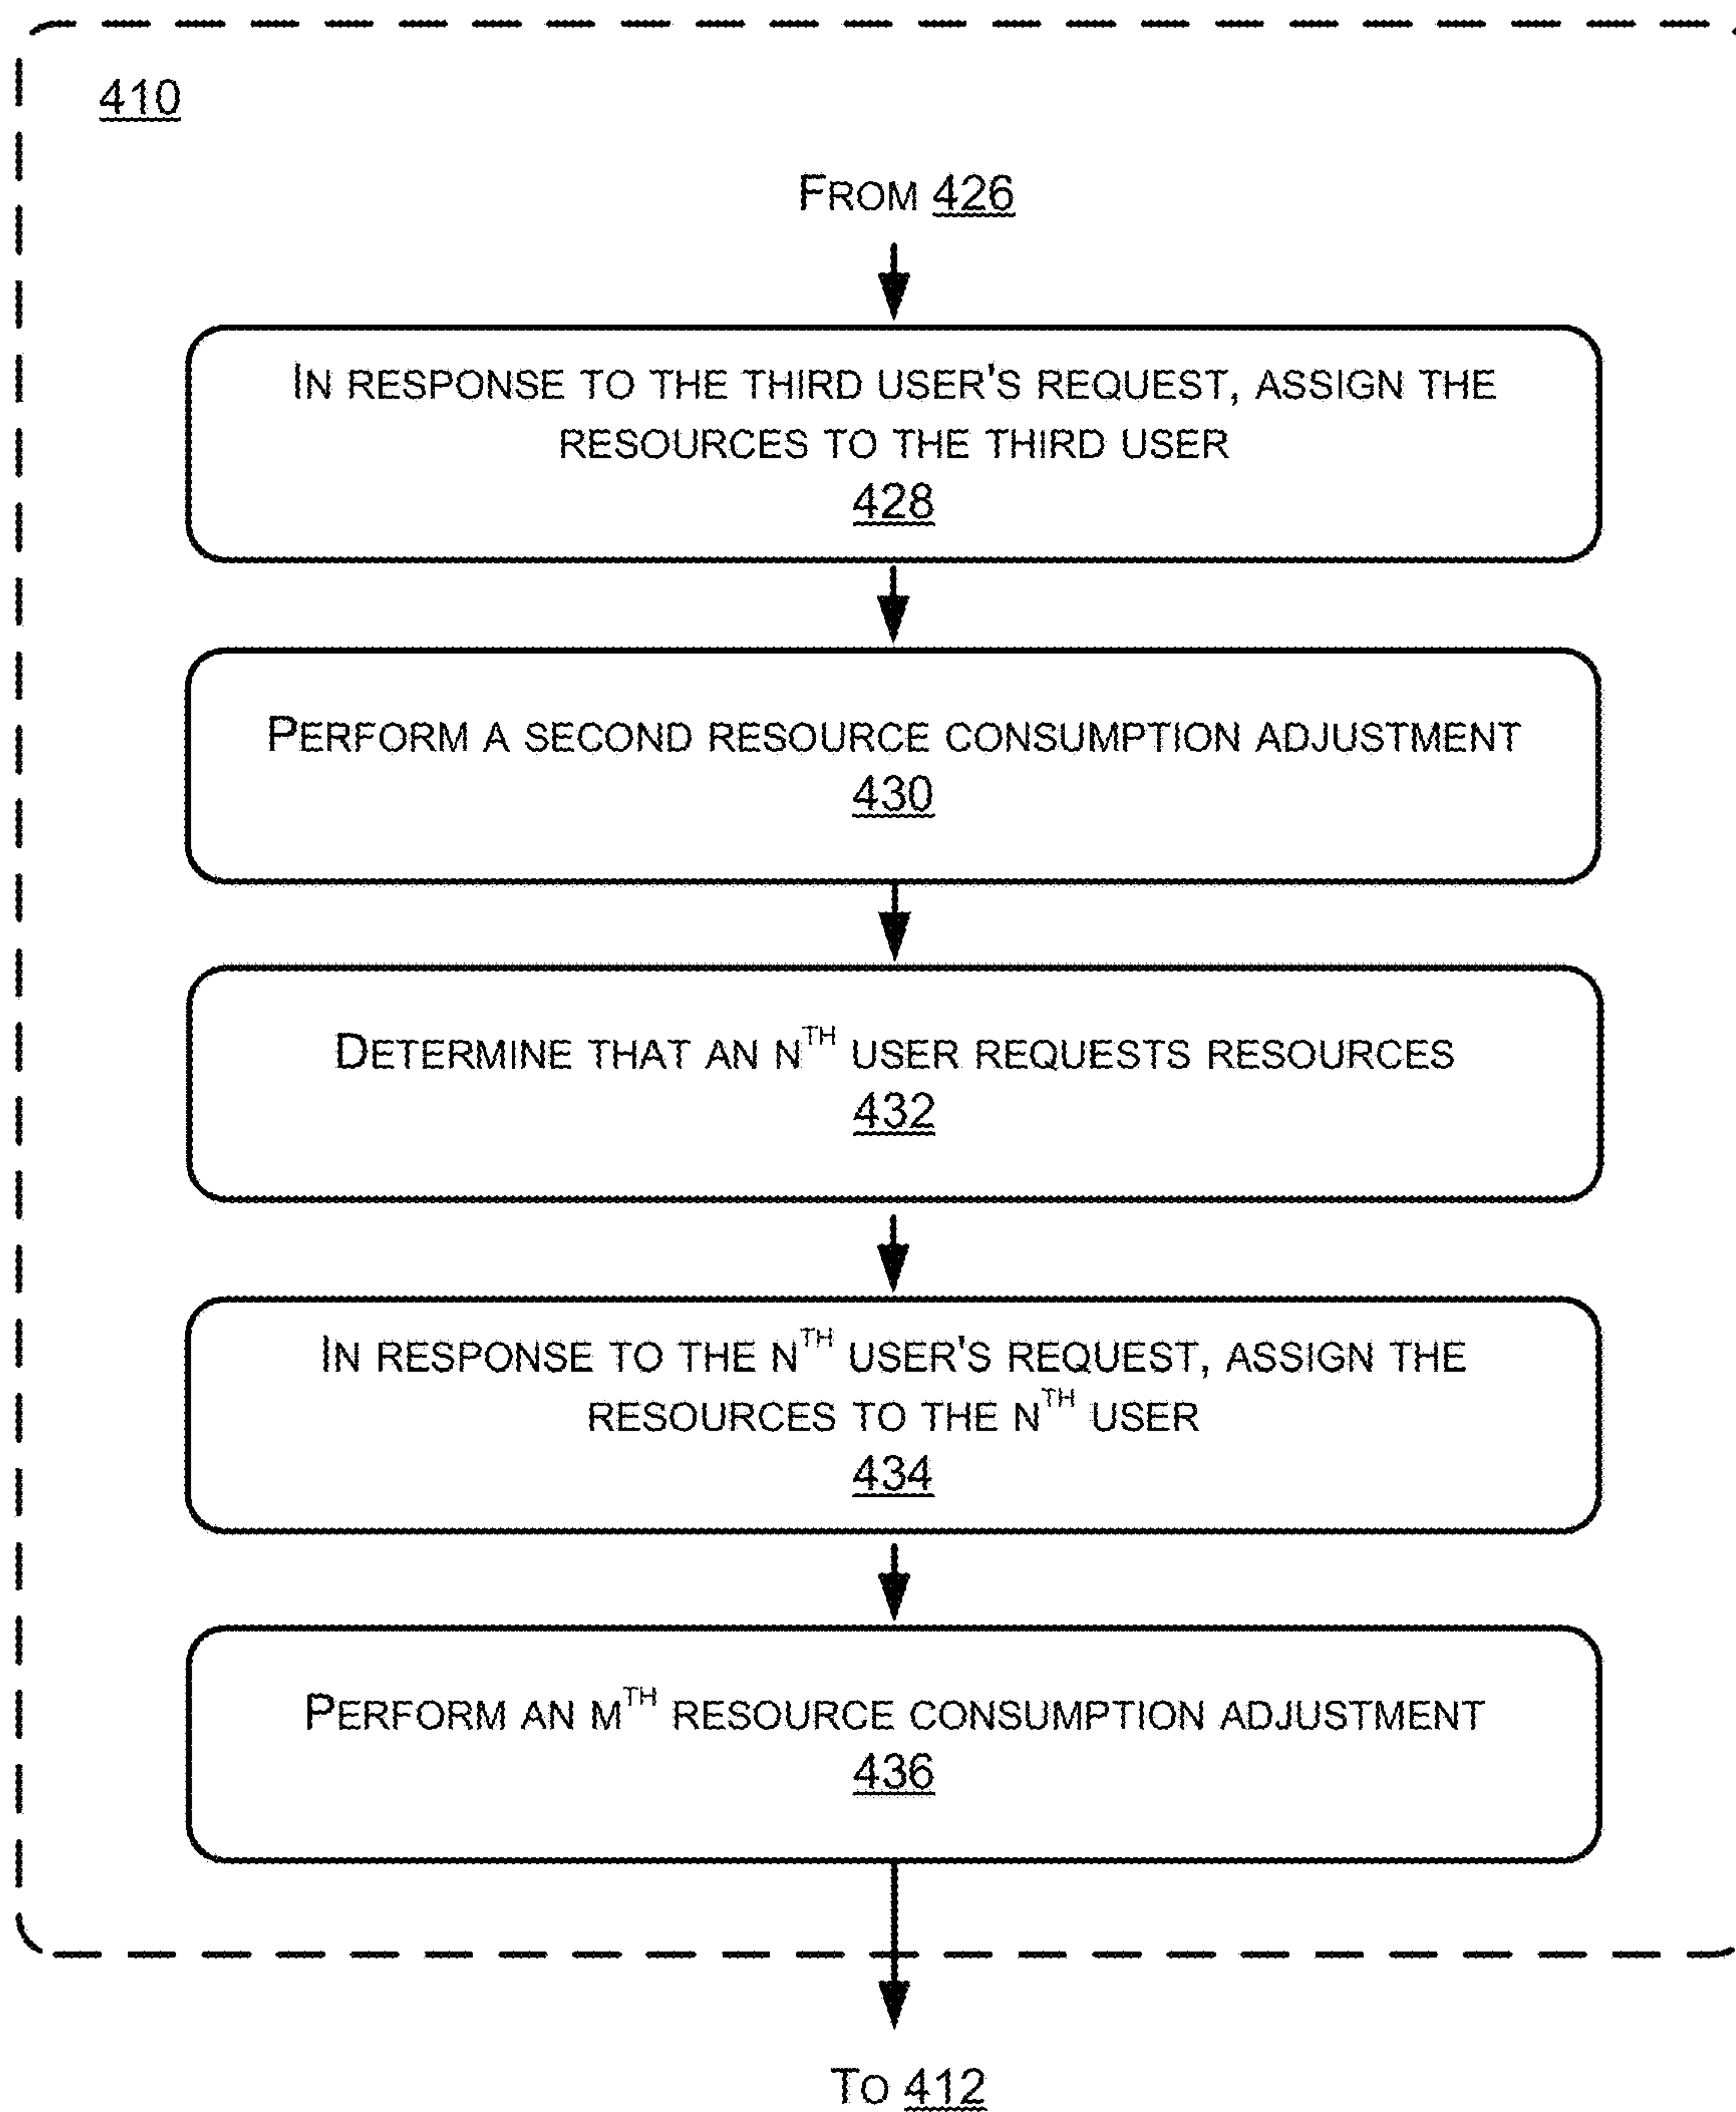 410
FROM 426
IN RESPONSE TO THE THIRD USER'S REQUEST, ASSIGN THE
RESOURCES TO THE THIRD USER
428
PERFORM A SECOND RESOURCE CONSUMPTION ADJUSTMENT
430
DETERMINE THAT AN NTH USER REQUESTS RESOURCES
432
IN RESPONSE TO THE NTH USER'S REQUEST, ASSIGN THE
RESOURCES TO THE NTH USER
434
PERFORM AN MTH RESOURCE CONSUMPTION ADJUSTMENT
436
TO 412